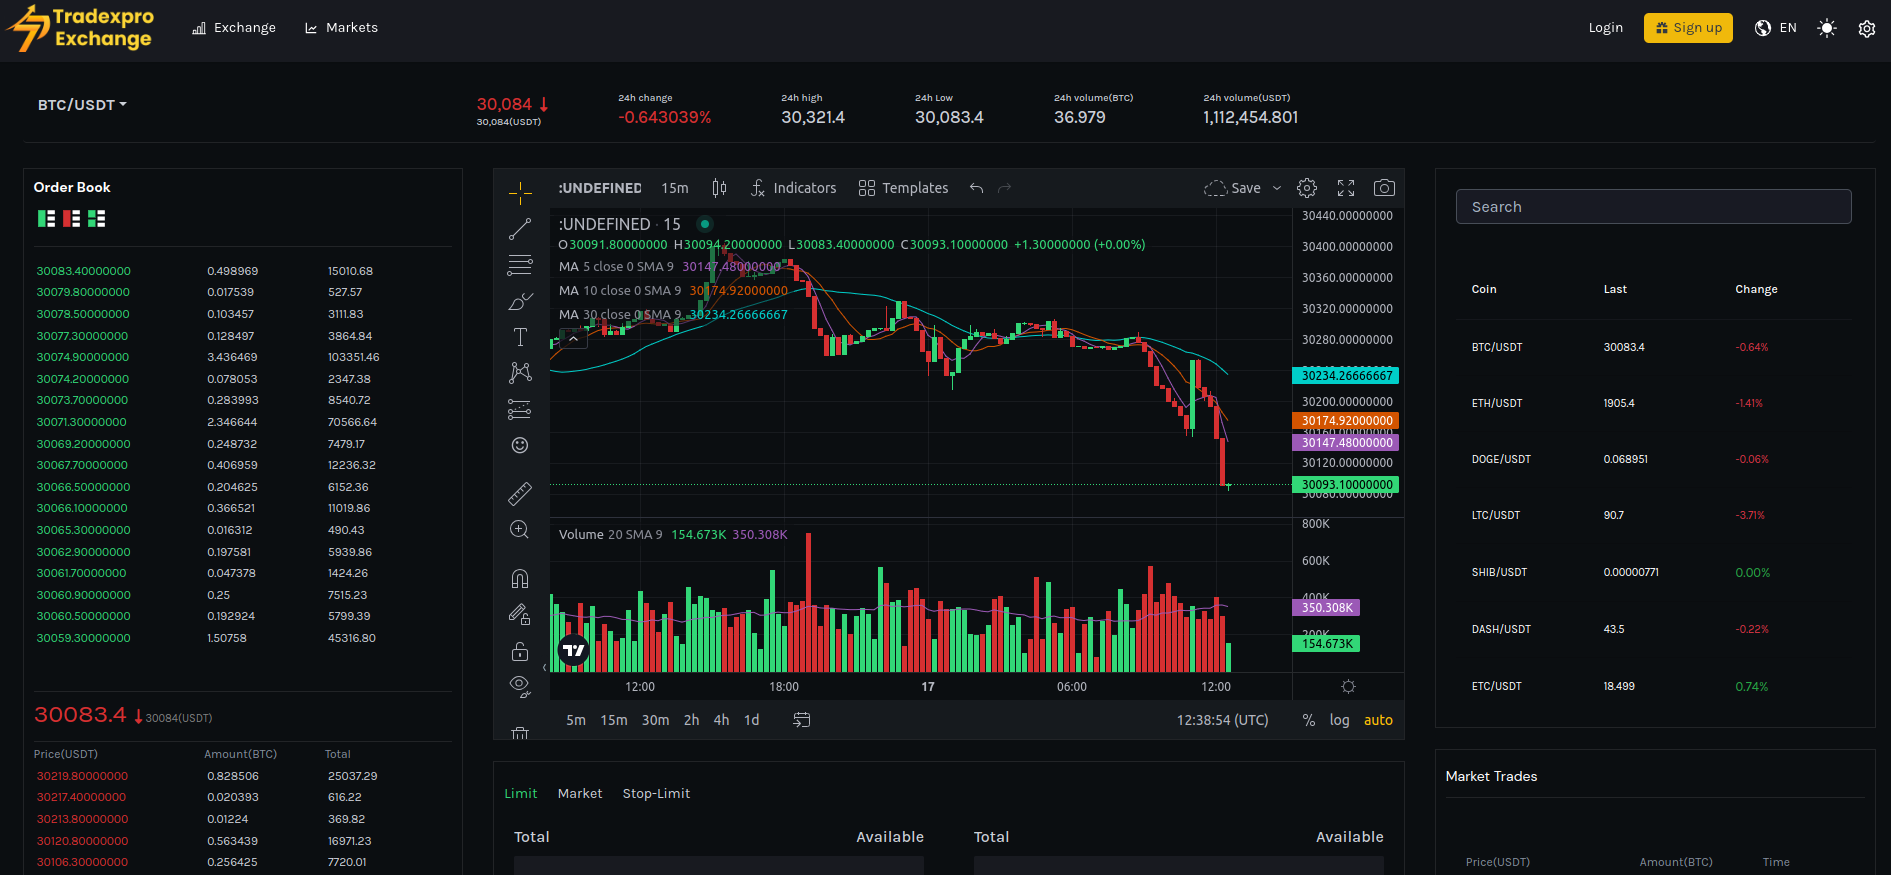 Tradexpro
Exchange
Exchange Markets
Login Sign up EN
BTC/USDT
30,084
30,084(USDT)
24h change
-0.643039%
24h high
30,321.4
24h Low
30,083.4
24h volume(BTC)
36.979
24h volume(USDT)
1,112,454.801
Order Book
30083.40000000 0.498969 15010.68
30079.80000000 0.017539 527.57
30078.50000000 0.103457 3111.83
30077.30000000 0.128497 3864.84
30074.90000000 3.436469 103351.46
30074.20000000 0.078053 2347.38
30073.70000000 0.283993 8540.72
30071.30000000 2.346644 70566.64
30069.20000000 0.248732 7479.17
30067.70000000 0.406959 12236.32
30066.50000000 0.204625 6152.36
30066.10000000 0.366521 11019.86
30065.30000000 0.016312 490.43
30062.90000000 0.197581 5939.86
30061.70000000 0.047378 1424.26
30060.90000000 0.25 7515.23
30060.50000000 0.192924 5799.39
30059.30000000 1.50758 45316.80
30083.4 30084(USDT)
Price(USDT) Amount(BTC) Total
30219.80000000 0.828506 25037.29
30217.40000000 0.020393 616.22
30213.80000000 0.01224 369.82
30120.80000000 0.563439 16971.23
30106.30000000 0.256425 7720.01
:UNDEFINED 15m Indicators Templates Save
:UNDEFINED · 15
O30091.80000000 H30094.20000000 L30083.40000000 C30093.10000000 +1.30000000 (+0.00%)
MA 5 close 0 SMA 9 30147.48000000
MA 10 close 0 SMA 9 30174.92000000
MA 30 close 0 SMA 9 30234.26666667
30440.00000000
30400.00000000
30360.00000000
30320.00000000
30280.00000000
30234.26666667
30200.00000000
30174.92000000
30160.00000000
30147.48000000
30120.00000000
30093.10000000
30080.00000000
Volume 20 SMA 9 154.673K 350.308K
800K
600K
350.308K
200K
154.673K
12:00 18:00 17 06:00 12:00
5m 15m 30m 2h 4h 1d 12:38:54 (UTC) % log auto
Limit Market Stop-Limit
Total Available Total Available
Search
Coin Last Change
BTC/USDT 30083.4 -0.64%
ETH/USDT 1905.4 -1.41%
DOGE/USDT 0.068951 -0.06%
LTC/USDT 90.7 -3.71%
SHIB/USDT 0.00000771 0.00%
DASH/USDT 43.5 -0.22%
ETC/USDT 18.499 0.74%
Market Trades
Price(USDT) Amount(BTC) Time